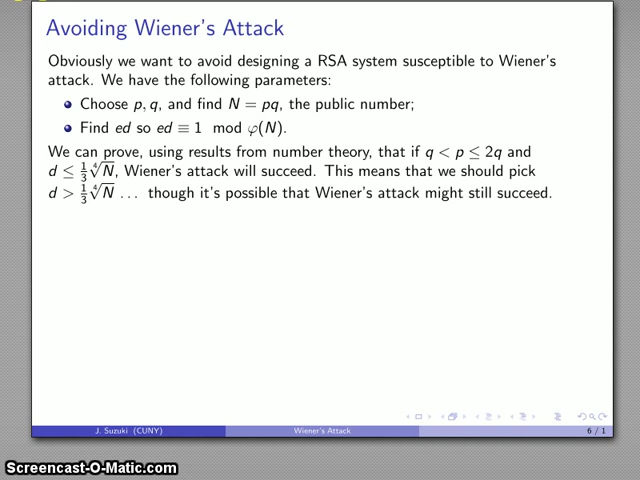 Avoiding Wiener's Attack
Obviously we want to avoid designing a RSA system susceptible to Wiener's
attack. We have the following parameters:
Choose p, q, and find N = pq, the public number;
Find ed so ed ≡ 1 mod φ(N).
We can prove, using results from number theory, that if q < p ≤ 2q and
d ≤ 1/3 ∜N, Wiener's attack will succeed. This means that we should pick
d > 1/3 ∜N ... though it's possible that Wiener's attack might still succeed.
J. Suzuki (CUNY) Wiener's Attack 6 / 1
Screencast-O-Matic.com